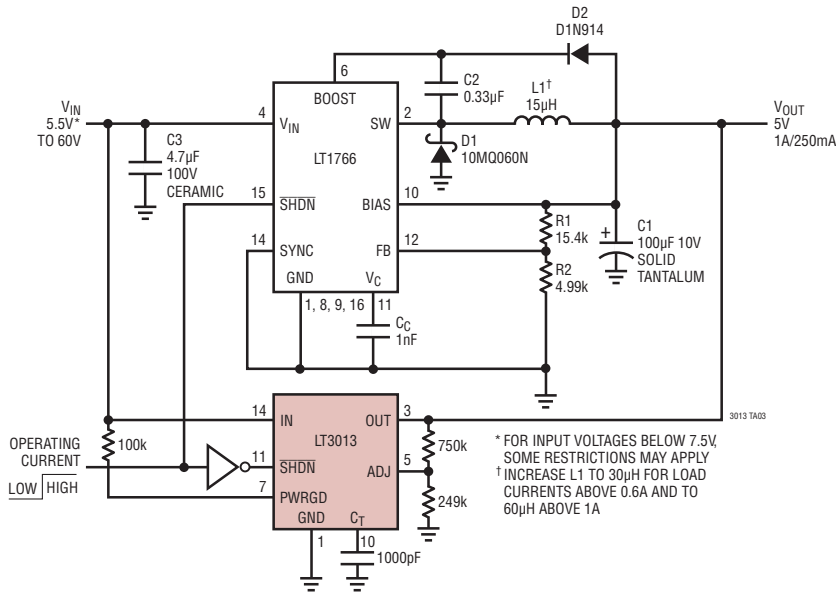 D2
D1N914
6
BOOST
C2
0.33µF
L1†
15µH
VIN
5.5V*
TO 60V
4
VIN
SW
2
VOUT
5V
1A/250mA
LT1766
D1
10MQ060N
C3
4.7µF
100V
CERAMIC
15
SHDN
BIAS
10
R1
15.4k
+
C1
100µF 10V
SOLID
TANTALUM
14
SYNC
FB
12
R2
4.99k
GND
VC
1, 8, 9, 16
11
CC
1nF
14
IN
OUT
3
3013 TA03
100k
LT3013
750k
OPERATING
CURRENT
LOW HIGH
11
SHDN
ADJ
5
7
PWRGD
249k
GND
CT
1
10
1000pF
* FOR INPUT VOLTAGES BELOW 7.5V,
SOME RESTRICTIONS MAY APPLY
† INCREASE L1 TO 30µH FOR LOAD
CURRENTS ABOVE 0.6A AND TO
60µH ABOVE 1A